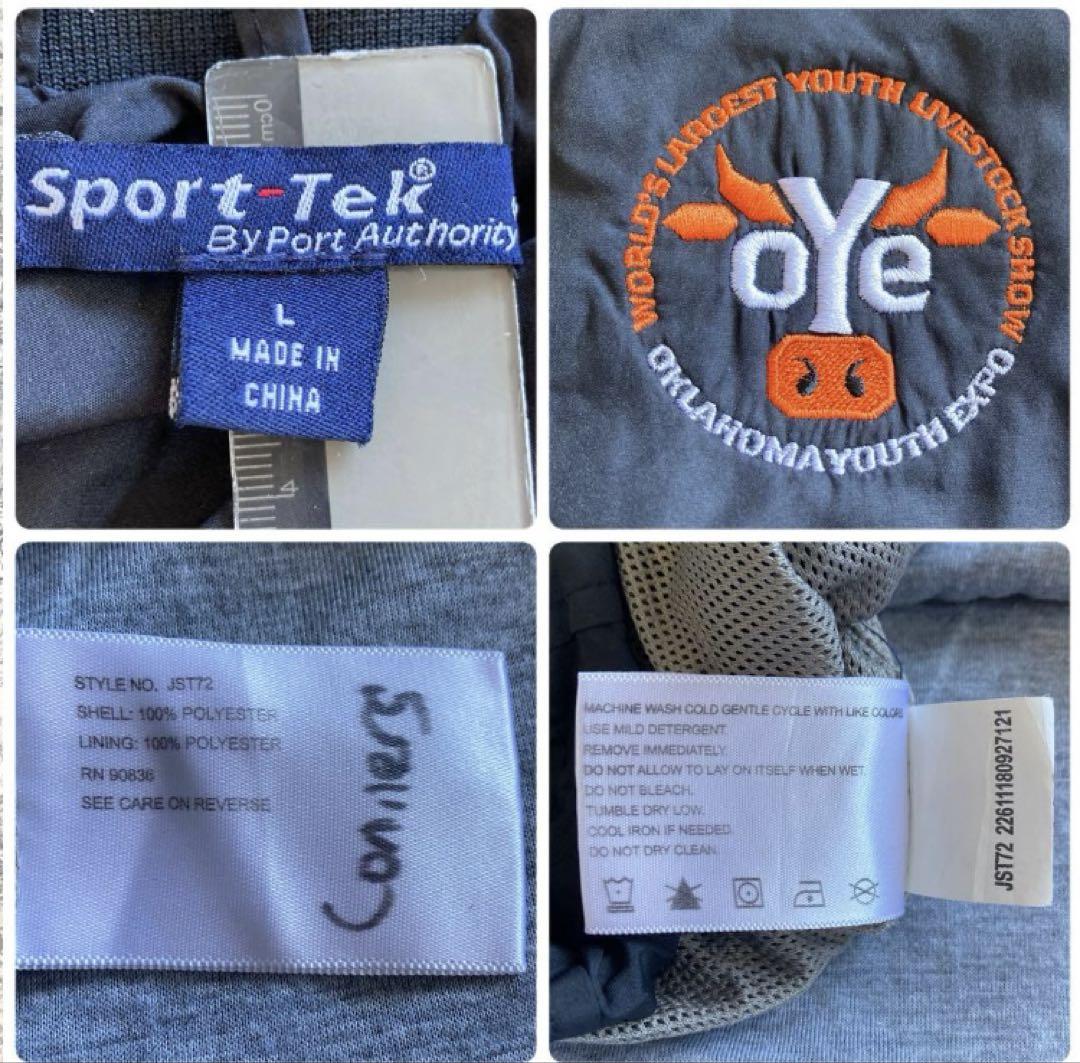 Sport-Tek®
By Port Authority
L
MADE IN
CHINA
0cm
4
WORLD'S LARGEST YOUTH LIVESTOCK SHOW
oYe
OKLAHOMA YOUTH EXPO
STYLE NO. JST72
SHELL: 100% POLYESTER
LINING: 100% POLYESTER
RN 90836
SEE CARE ON REVERSE
MACHINE WASH COLD GENTLE CYCLE WITH LIKE COLORS
USE MILD DETERGENT.
REMOVE IMMEDIATELY.
DO NOT ALLOW TO LAY ON ITSELF WHEN WET.
DO NOT BLEACH.
TUMBLE DRY LOW.
COOL IRON IF NEEDED.
DO NOT DRY CLEAN.
JST72 2261118092​7121